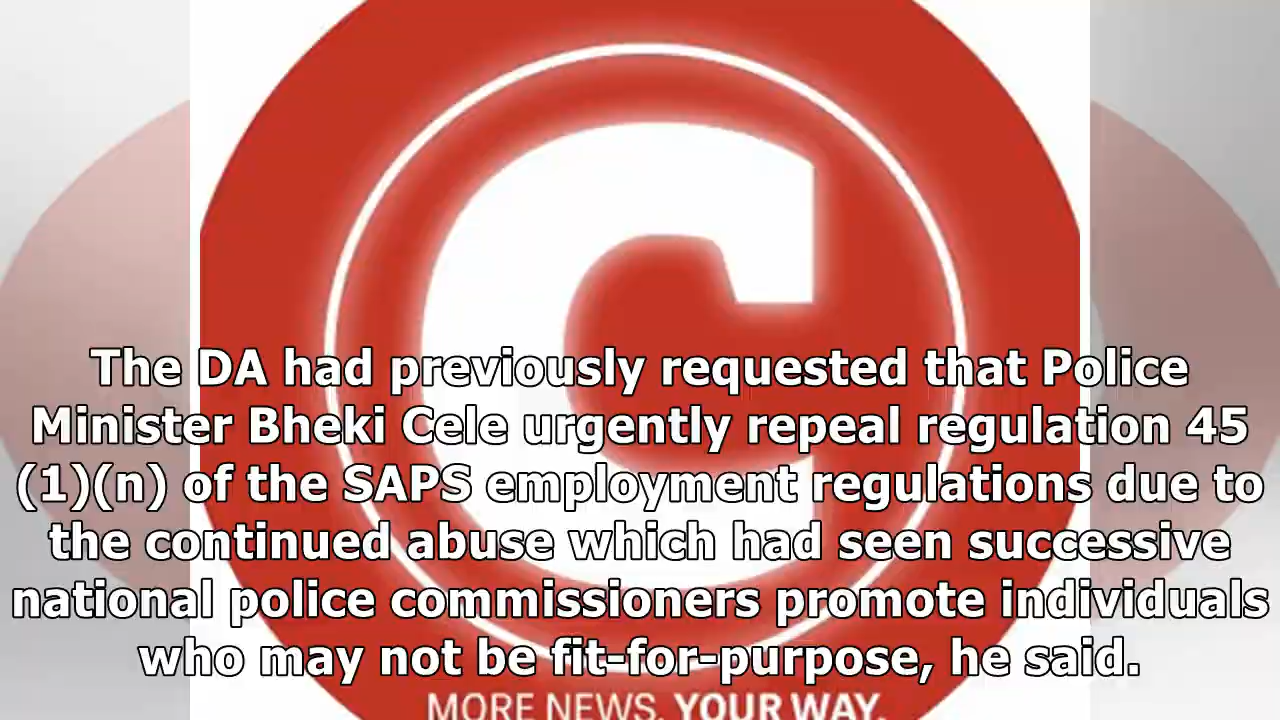 The DA had previously requested that Police
Minister Bheki Cele urgently repeal regulation 45
(1)(n) of the SAPS employment regulations due to
the continued abuse which had seen successive
national police commissioners promote individuals
who may not be fit-for-purpose, he said.
MORE NEWS. YOUR WAY.